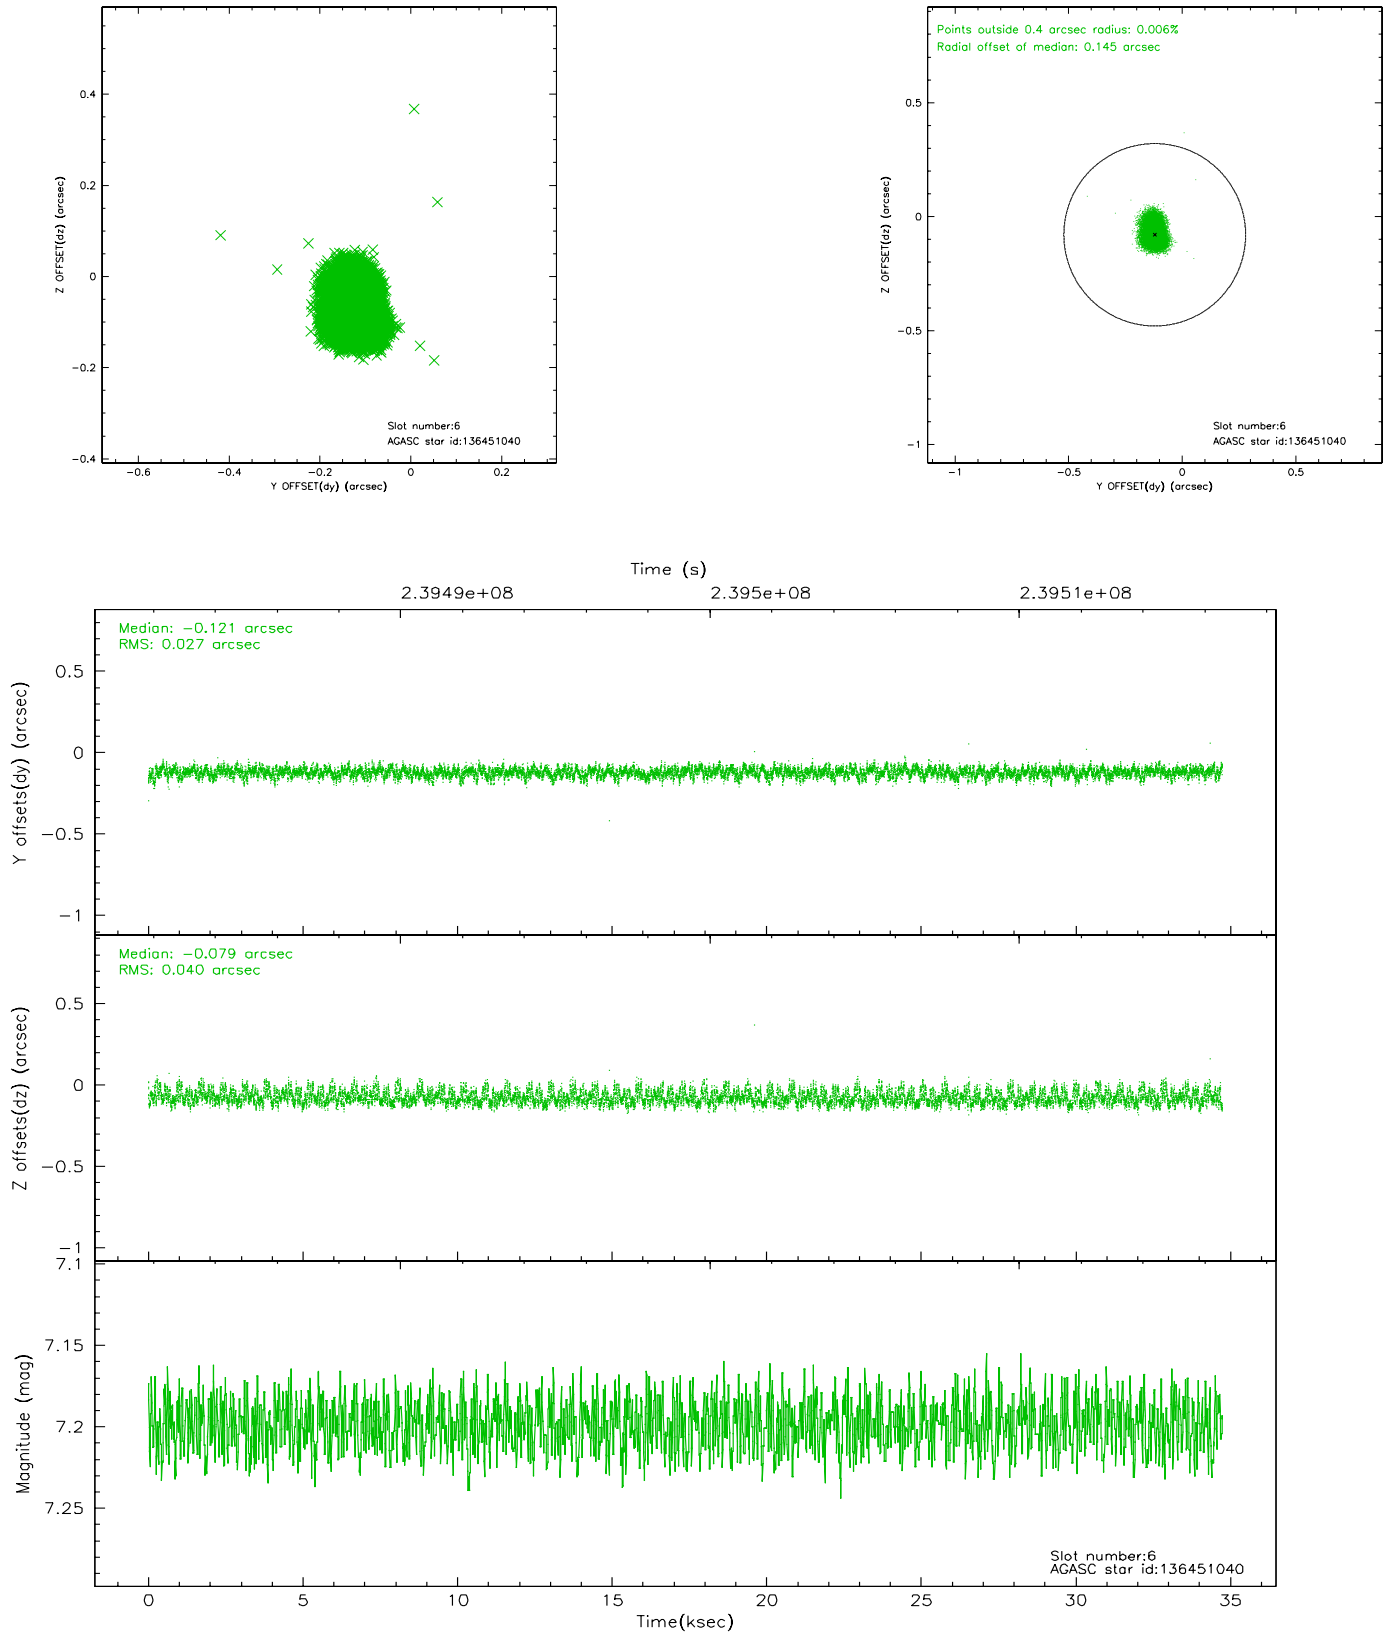 0.4
0.2
0
−0.2
−0.4
Z OFFSET(dz) (arcsec)
Slot number:6
AGASC star id:136451040
−0.6 −0.4 −0.2 0 0.2
Y OFFSET(dy) (arcsec)
Points outside 0.4 arcsec radius: 0.006%
Radial offset of median: 0.145 arcsec
0.5
0
−0.5
−1
Z OFFSET(dz) (arcsec)
Slot number:6
AGASC star id:136451040
−1 −0.5 0 0.5
Y OFFSET(dy) (arcsec)
Time (s)
2.3949e+08 2.395e+08 2.3951e+08
Median: −0.121 arcsec
RMS: 0.027 arcsec
0.5
0
−0.5
−1
Y offsets(dy) (arcsec)
Median: −0.079 arcsec
RMS: 0.040 arcsec
0.5
0
−0.5
−1
Z offsets(dz) (arcsec)
7.1
7.15
7.2
7.25
Magnitude (mag)
Slot number:6
AGASC star id:136451040
0 5 10 15 20 25 30 35
Time(ksec)